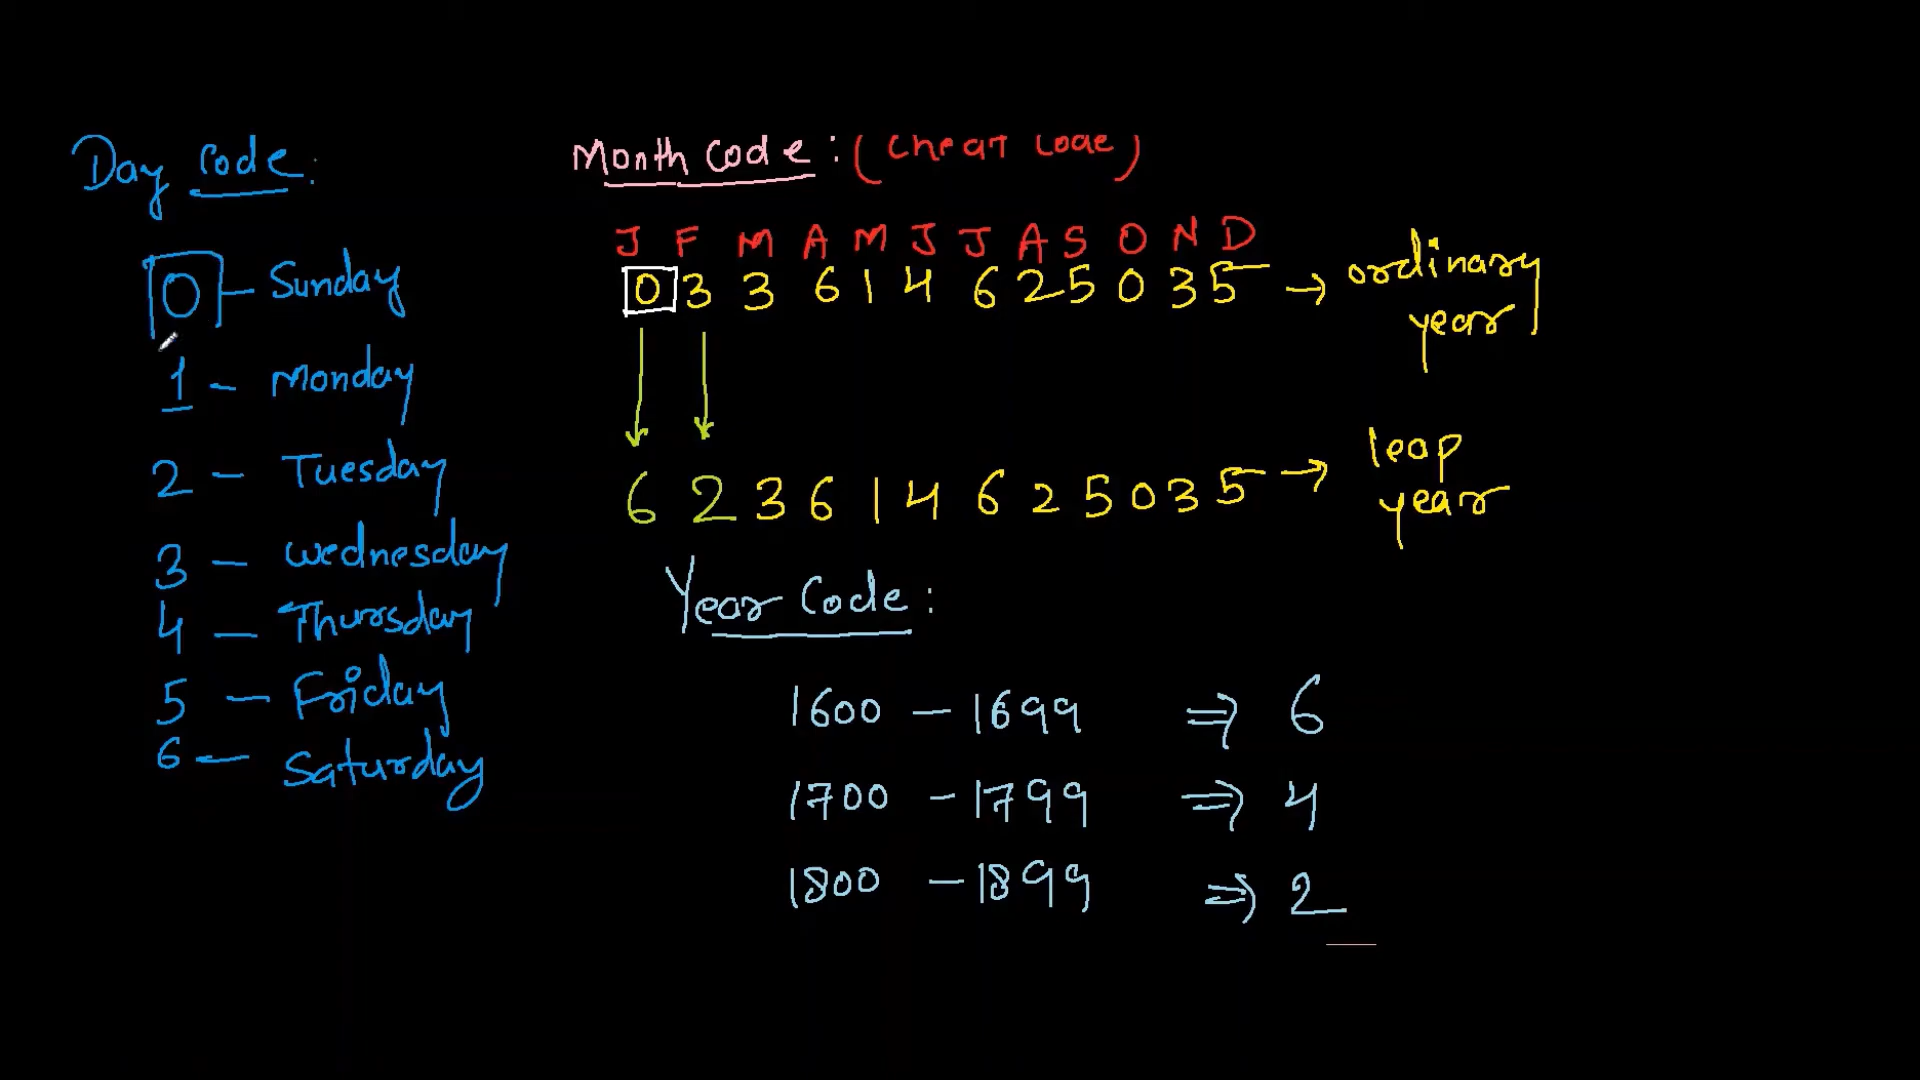 Day Code:
0 - Sunday
1 - Monday
2 - Tuesday
3 - Wednesday
4 - Thursday
5 - Friday
6 - Saturday
Month Code: (Cheat Code)
J F M A M J J A S O N D
0 3 3 6 1 4 6 2 5 0 3 5 → ordinary year
6 2 3 6 1 4 6 2 5 0 3 5 → leap year
Year Code:
1600 - 1699 ⇒ 6
1700 - 1799 ⇒ 4
1800 - 1899 ⇒ 2